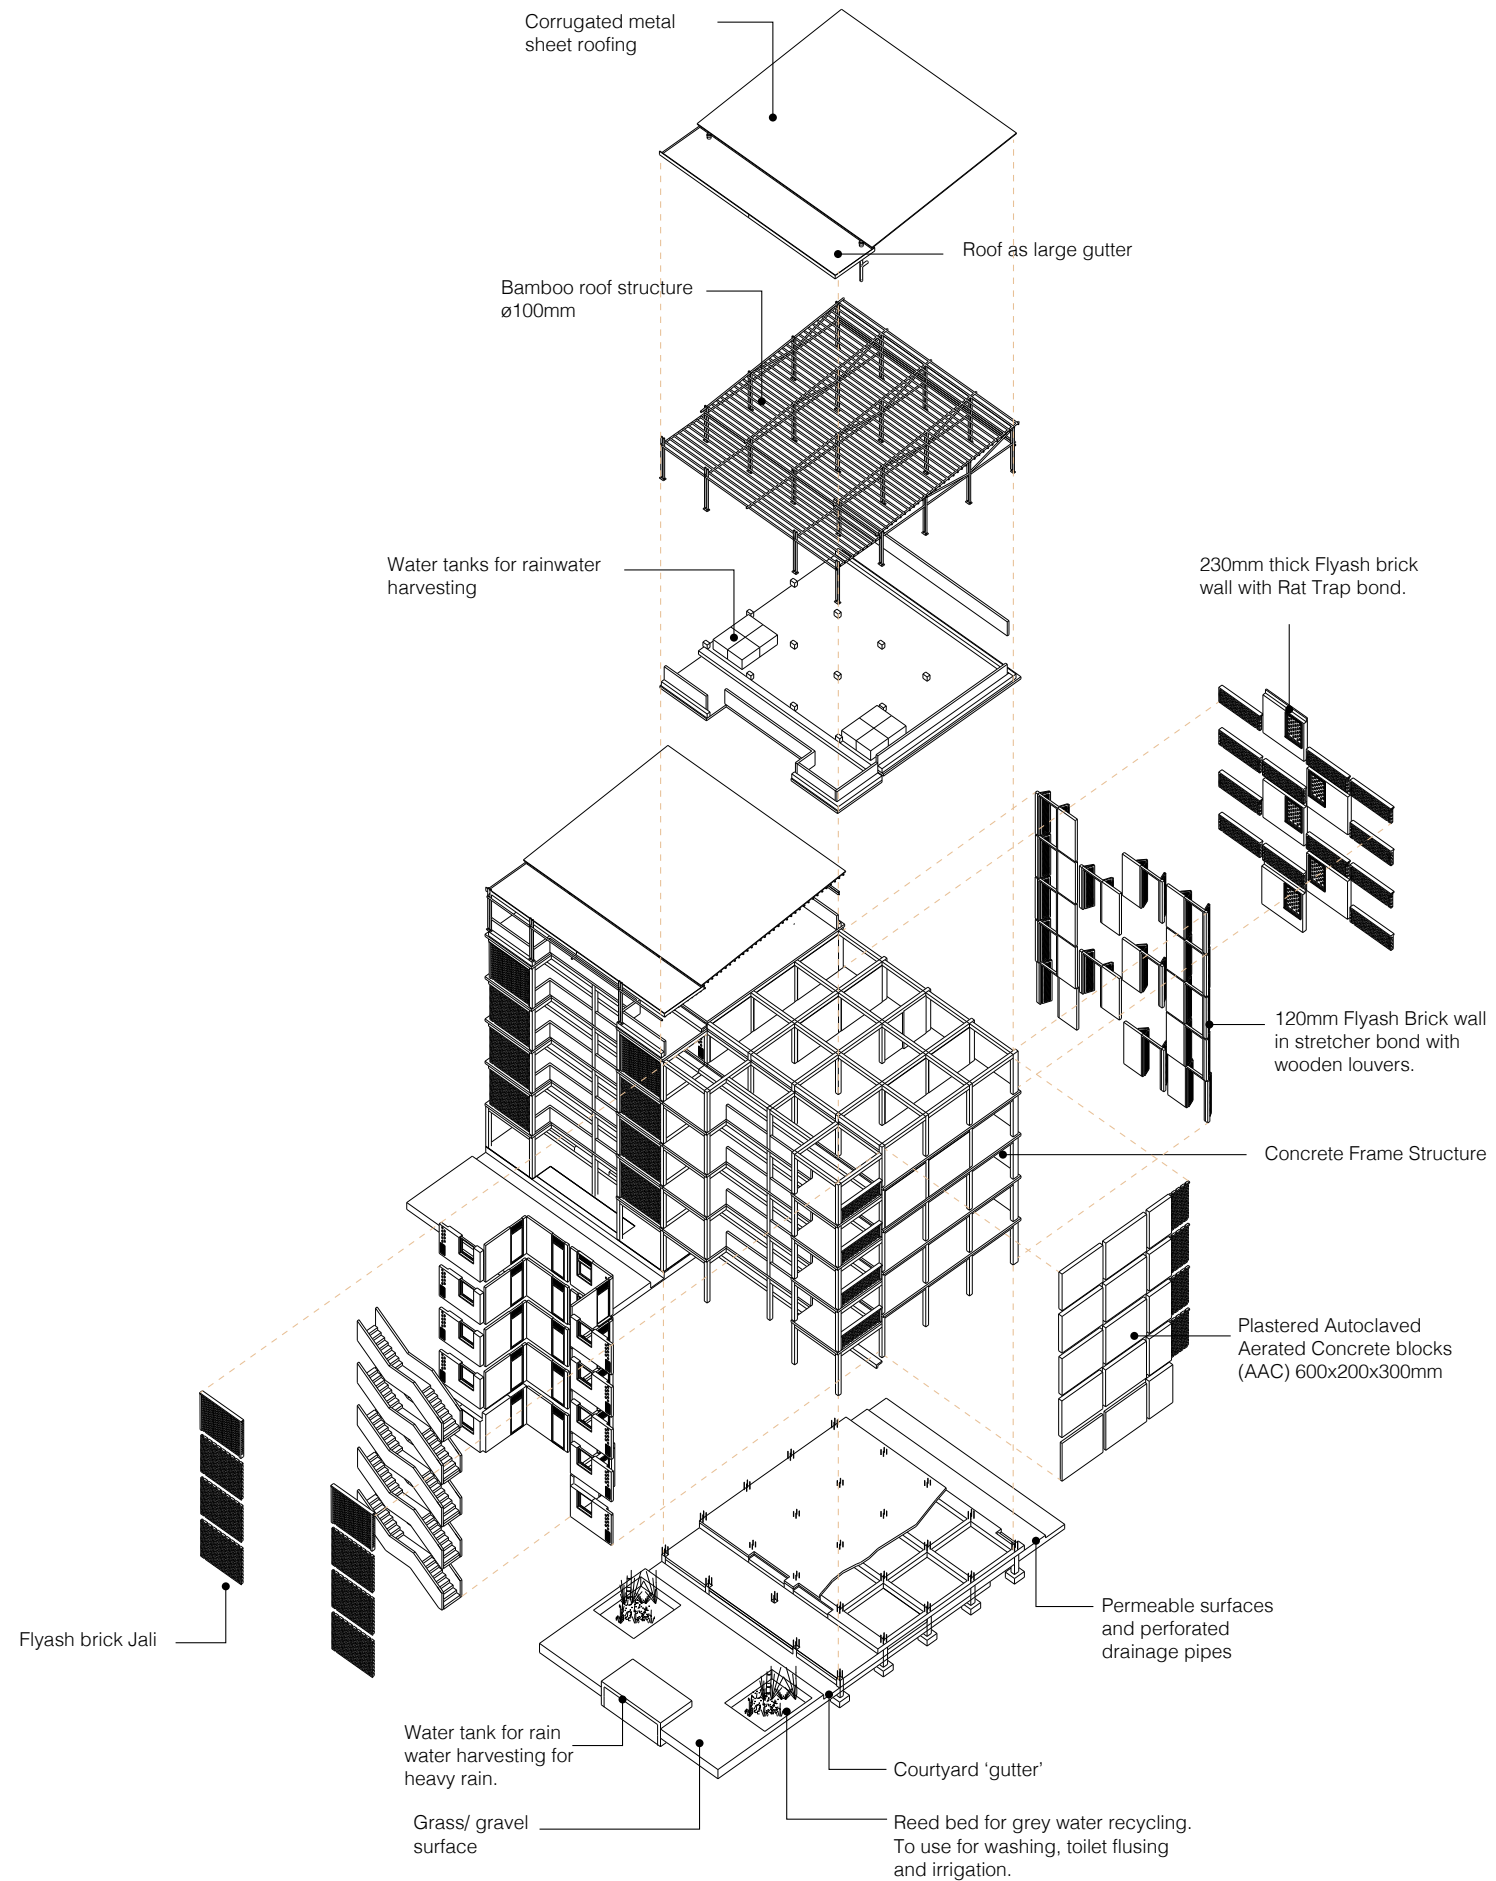 Corrugated metal
sheet roofing
Roof as large gutter
Bamboo roof structure
ø100mm
Water tanks for rainwater
harvesting
230mm thick Flyash brick
wall with Rat Trap bond.
120mm Flyash Brick wall
in stretcher bond with
wooden louvers.
Concrete Frame Structure
Plastered Autoclaved
Aerated Concrete blocks
(AAC) 600x200x300mm
Flyash brick Jali
Permeable surfaces
and perforated
drainage pipes
Water tank for rain
water harvesting for
heavy rain.
Courtyard ‘gutter’
Grass/ gravel
surface
Reed bed for grey water recycling.
To use for washing, toilet flusing
and irrigation.